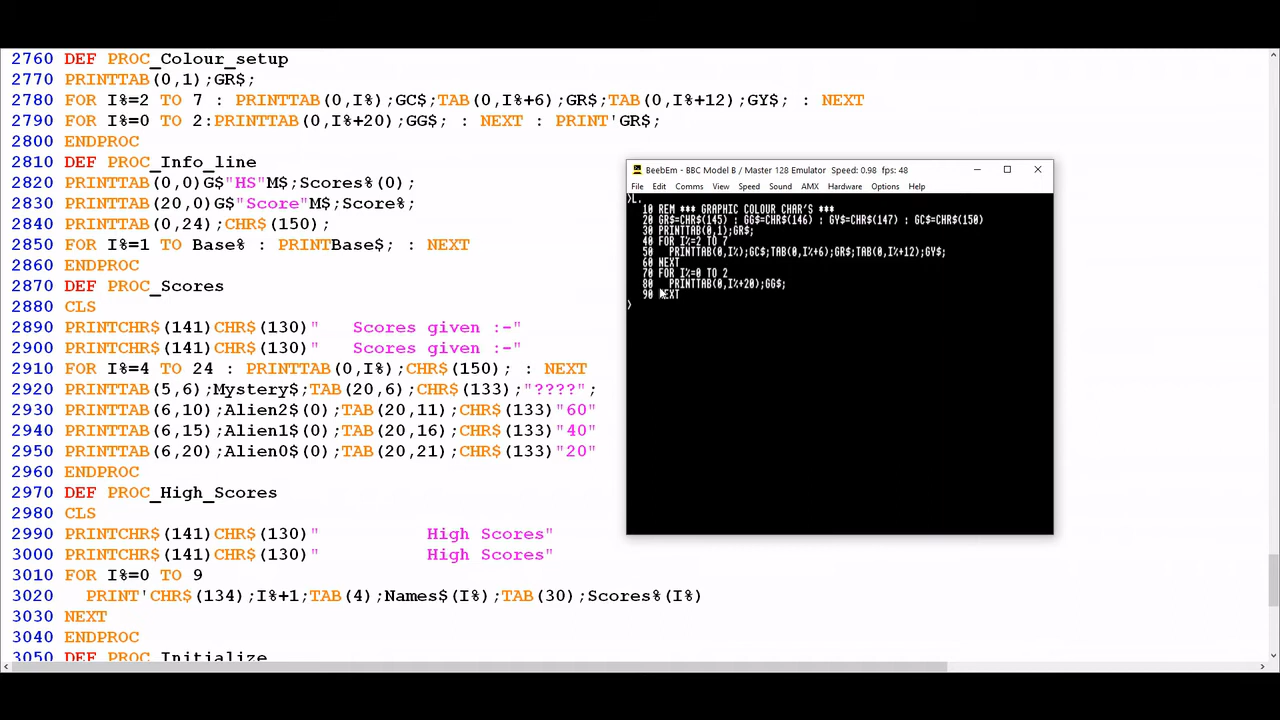 2760 DEF PROC_Colour_setup
2770 PRINTTAB(0,1);GR$;
2780 FOR I%=2 TO 7 : PRINTTAB(0,I%);GC$;TAB(0,I%+6);GR$;TAB(0,I%+12);GY$; : NEXT
2790 FOR I%=0 TO 2:PRINTTAB(0,I%+20);GG$; : NEXT : PRINT'GR$;
2800 ENDPROC
2810 DEF PROC_Info_line
2820 PRINTTAB(0,0)G$"HS"M$;Scores%(0);
2830 PRINTTAB(20,0)G$"Score"M$;Score%;
2840 PRINTTAB(0,24);CHR$(150);
2850 FOR I%=1 TO Base% : PRINTBase$; : NEXT
2860 ENDPROC
2870 DEF PROC_Scores
2880 CLS
2890 PRINTCHR$(141)CHR$(130)"   Scores given :-"
2900 PRINTCHR$(141)CHR$(130)"   Scores given :-"
2910 FOR I%=4 TO 24 : PRINTTAB(0,I%);CHR$(150); : NEXT
2920 PRINTTAB(5,6);Mystery$;TAB(20,6);CHR$(133);"????";
2930 PRINTTAB(6,10);Alien2$(0);TAB(20,11);CHR$(133)"60"
2940 PRINTTAB(6,15);Alien1$(0);TAB(20,16);CHR$(133)"40"
2950 PRINTTAB(6,20);Alien0$(0);TAB(20,21);CHR$(133)"20"
2960 ENDPROC
2970 DEF PROC_High_Scores
2980 CLS
2990 PRINTCHR$(141)CHR$(130)"          High Scores"
3000 PRINTCHR$(141)CHR$(130)"          High Scores"
3010 FOR I%=0 TO 9
3020   PRINT'CHR$(134);I%+1;TAB(4);Names$(I%);TAB(30);Scores%(I%)
3030 NEXT
3040 ENDPROC
3050 DEF PROC_Initialize
BeebEm - BBC Model B / Master 128 Emulator Speed: 0.98 fps: 48
File Edit Comms View Speed Sound AMX Hardware Options Help
>L.
10 REM *** GRAPHIC COLOUR CHAR'S ***
20 GR$=CHR$(145) : GG$=CHR$(146) : GY$=CHR$(147) : GC$=CHR$(150)
30 PRINTTAB(0,1);GR$;
40 FOR I%=2 TO 7
50   PRINTTAB(0,I%);GC$;TAB(0,I%+6);GR$;TAB(0,I%+12);GY$;
60 NEXT
70 FOR I%=0 TO 2
80   PRINTTAB(0,I%+20);GG$;
90 NEXT
>